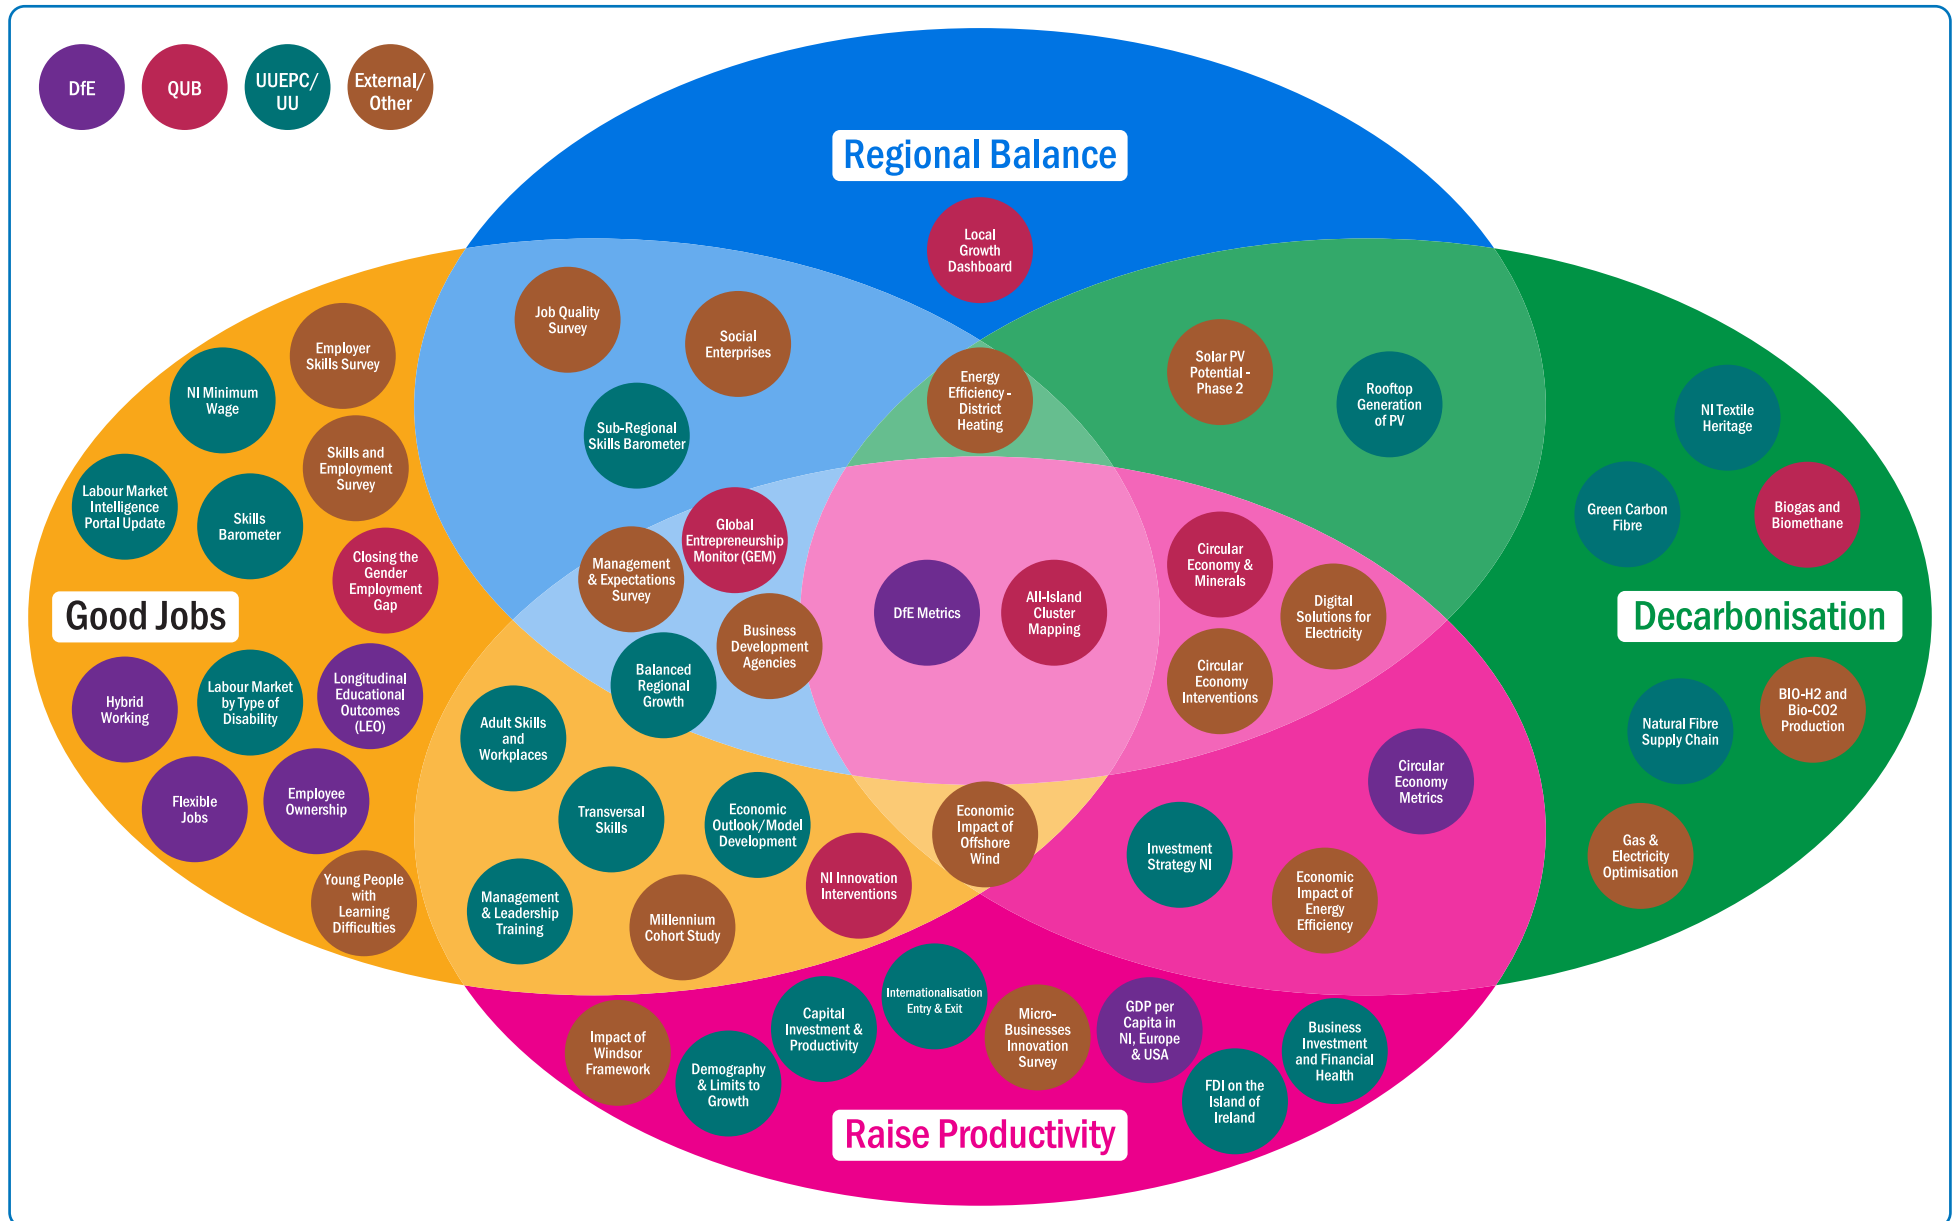 DfE
QUB
UUEPC/
UU
External/
Other
Regional Balance
Local
Growth
Dashboard
Job Quality
Survey
Social
Enterprises
Sub-Regional
Skills Barometer
Energy
Efficiency -
District
Heating
Solar PV
Potential -
Phase 2
Rooftop
Generation
of PV
Employer
Skills Survey
NI Minimum
Wage
Skills and
Employment
Survey
Labour Market
Intelligence
Portal Update
Skills
Barometer
Closing the
Gender
Employment
Gap
Good Jobs
Hybrid
Working
Labour Market
by Type of
Disability
Longitudinal
Educational
Outcomes
(LEO)
Flexible
Jobs
Employee
Ownership
Young People
with
Learning
Difficulties
Global
Entrepreneurship
Monitor (GEM)
Management
& Expectations
Survey
Business
Development
Agencies
Balanced
Regional
Growth
DfE Metrics
All-Island
Cluster
Mapping
Circular
Economy &
Minerals
Digital
Solutions for
Electricity
Circular
Economy
Interventions
NI Textile
Heritage
Green Carbon
Fibre
Biogas and
Biomethane
Decarbonisation
Natural Fibre
Supply Chain
BIO-H2 and
Bio-CO2
Production
Gas &
Electricity
Optimisation
Adult Skills
and
Workplaces
Transversal
Skills
Economic
Outlook/Model
Development
Management
& Leadership
Training
Millennium
Cohort Study
NI Innovation
Interventions
Economic
Impact of
Offshore
Wind
Investment
Strategy NI
Circular
Economy
Metrics
Economic
Impact of
Energy
Efficiency
Impact of
Windsor
Framework
Demography
& Limits to
Growth
Capital
Investment &
Productivity
Internationalisation
Entry & Exit
Micro-
Businesses
Innovation
Survey
GDP per
Capita in
NI, Europe
& USA
FDI on the
Island of
Ireland
Business
Investment
and Financial
Health
Raise Productivity